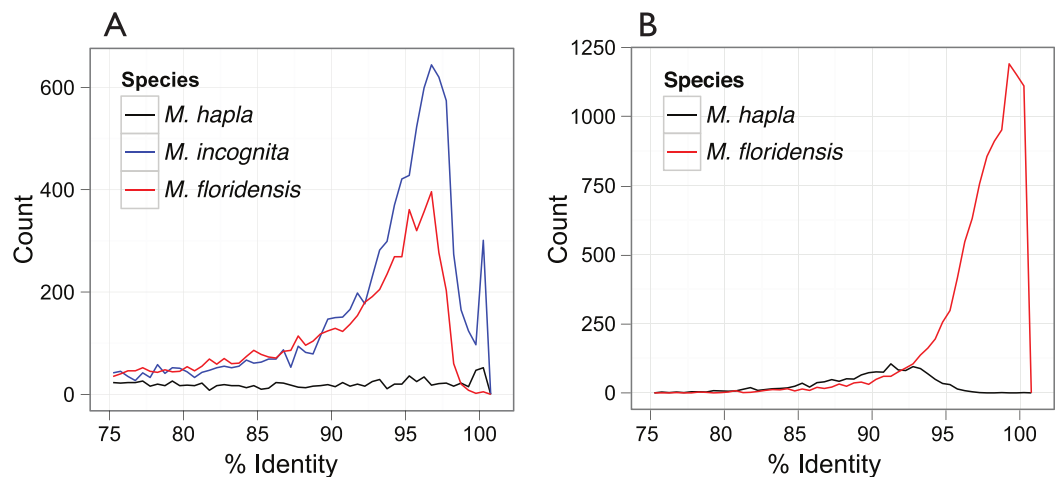 A
Species
M. hapla
M. incognita
M. floridensis
Count
600
400
200
0
75 80 85 90 95 100
% Identity
B
Species
M. hapla
M. floridensis
Count
1250
1000
750
500
250
0
75 80 85 90 95 100
% Identity